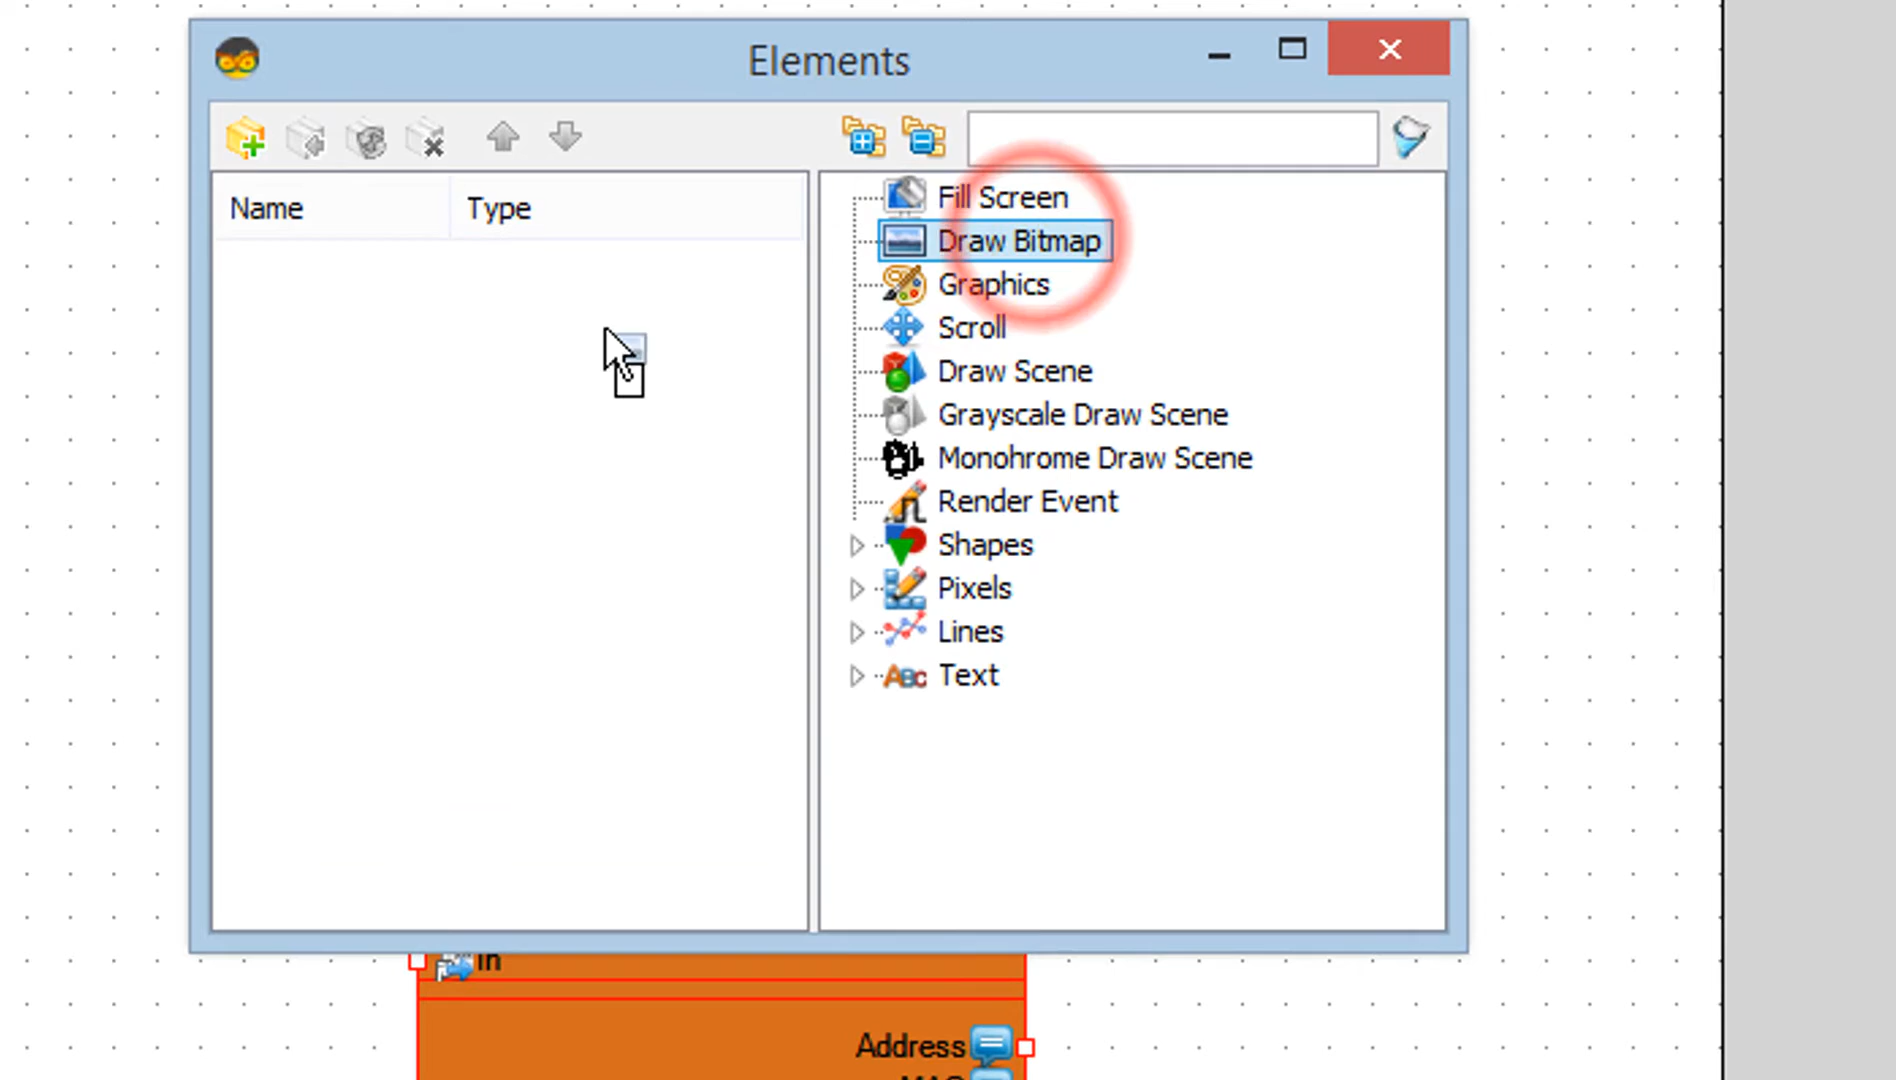 Elements
Name Type
Fill Screen
Draw Bitmap
Graphics
Scroll
Draw Scene
Grayscale Draw Scene
Monohrome Draw Scene
Render Event
Shapes
Pixels
Lines
Abc Text
In
Address